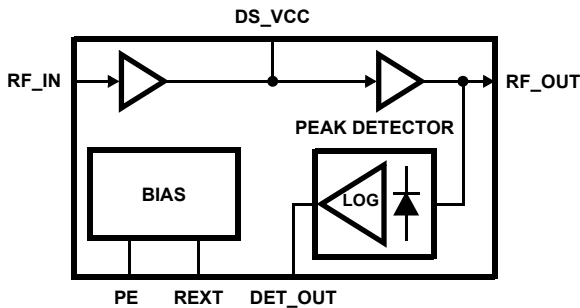 DS_VCC
RF_IN
RF_OUT
PEAK DETECTOR
BIAS
LOG
PE
REXT
DET_OUT